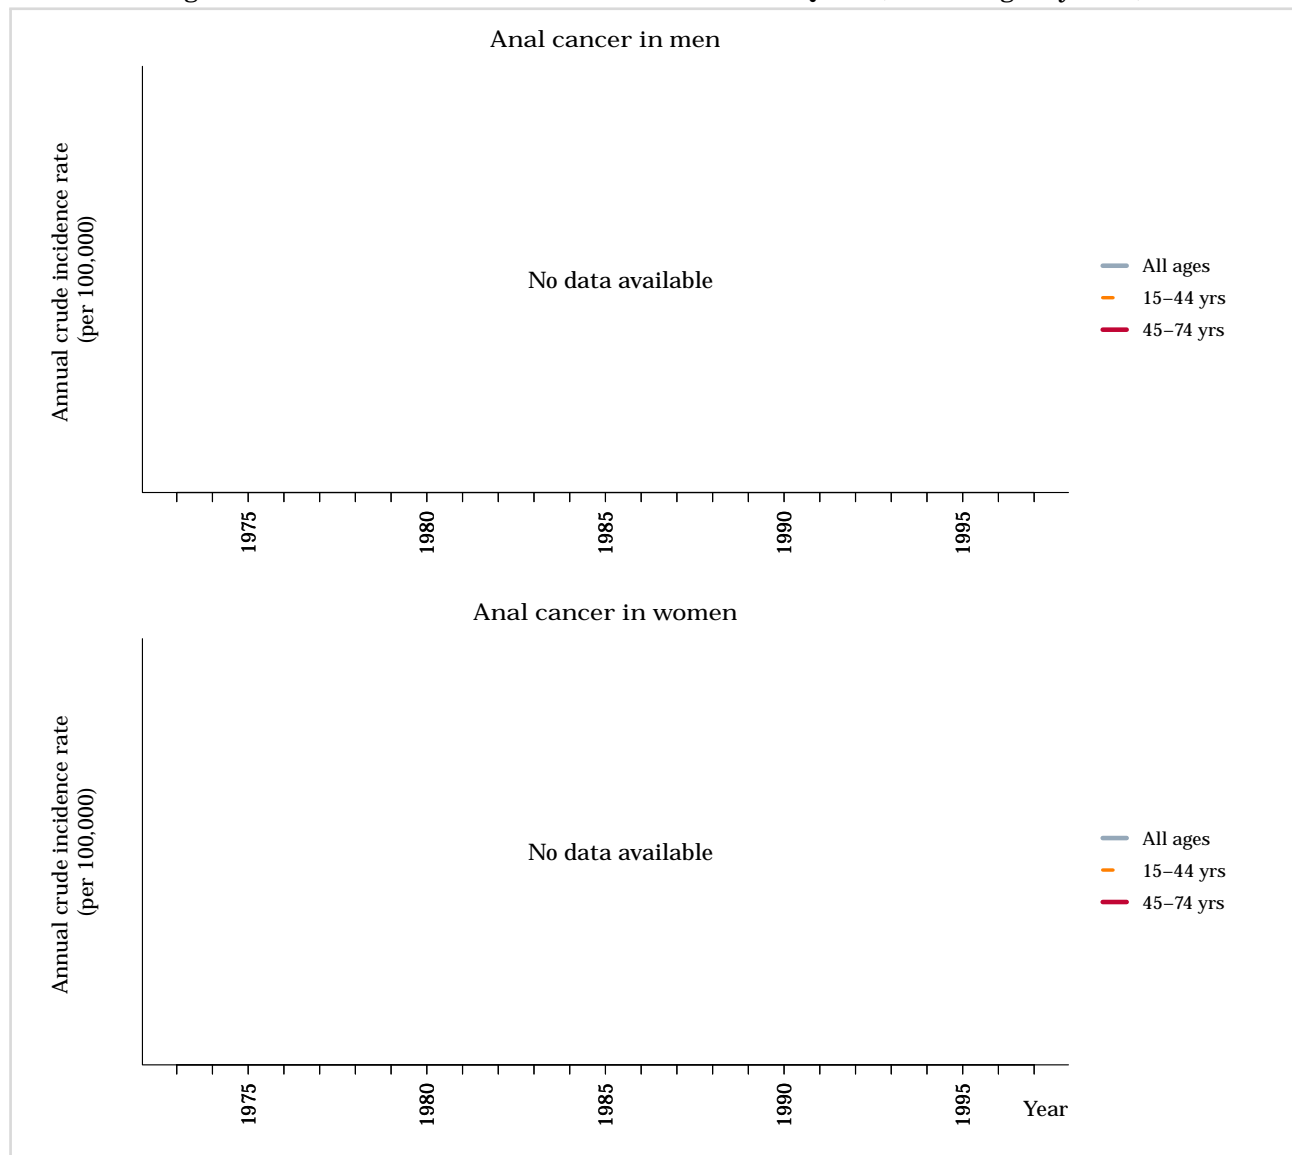 Anal cancer in men
Annual crude incidence rate
(per 100,000)
No data available
All ages
15–44 yrs
45–74 yrs
1975
1980
1985
1990
1995
Anal cancer in women
Annual crude incidence rate
(per 100,000)
No data available
All ages
15–44 yrs
45–74 yrs
1975
1980
1985
1990
1995
Year